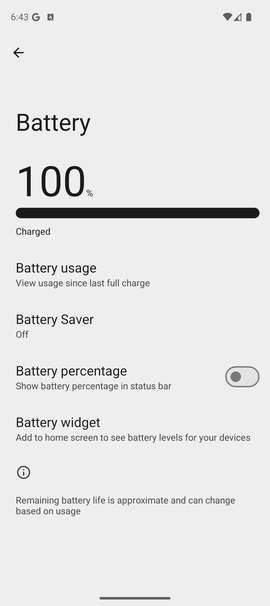 6:43 G A
Battery
100%
Charged
Battery usage
View usage since last full charge
Battery Saver
Off
Battery percentage
Show battery percentage in status bar
Battery widget
Add to home screen to see battery levels for your devices
Remaining battery life is approximate and can change
based on usage